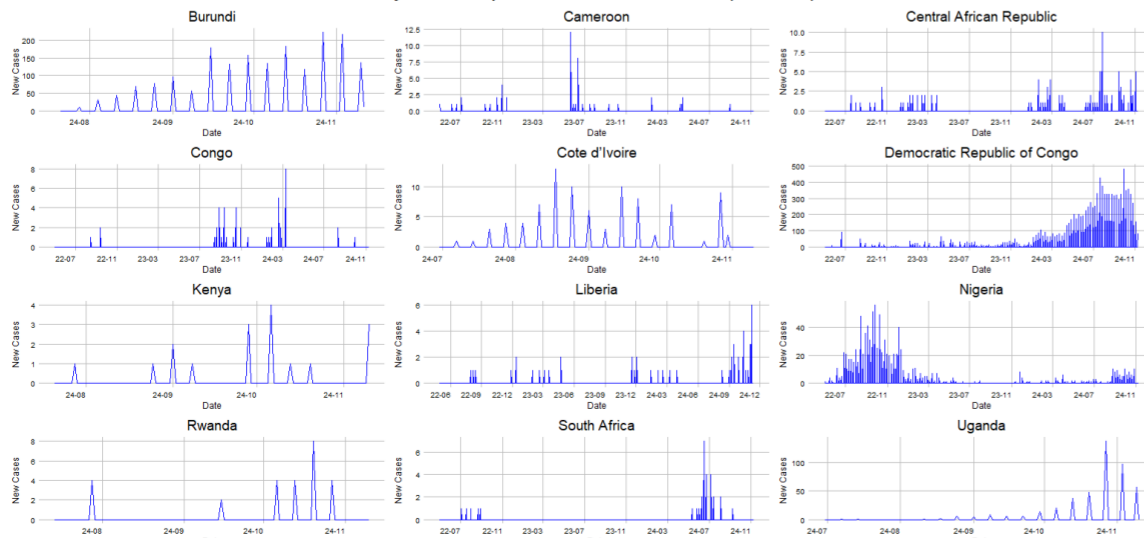 Burundi
New Cases
200
150
100
50
0
24-08 24-09 24-10 24-11
Date
Cameroon
New Cases
12.5
10.0
7.5
5.0
2.5
0.0
22-07 22-11 23-03 23-07 23-11 24-03 24-07 24-11
Date
Central African Republic
New Cases
10.0
7.5
5.0
2.5
0.0
22-07 22-11 23-03 23-07 23-11 24-03 24-07 24-11
Date
Congo
New Cases
8
6
4
2
0
22-07 22-11 23-03 23-07 23-11 24-03 24-07 24-11
Date
Cote d'Ivoire
New Cases
10
5
0
24-07 24-08 24-09 24-10 24-11
Date
Democratic Republic of Congo
New Cases
500
400
300
200
100
0
22-07 22-11 23-03 23-07 23-11 24-03 24-07 24-11
Date
Kenya
New Cases
4
3
2
1
0
24-08 24-09 24-10 24-11
Date
Liberia
New Cases
6
4
2
0
22-06 22-09 22-12 23-03 23-06 23-09 23-12 24-03 24-06 24-09 24-12
Date
Nigeria
New Cases
40
20
0
22-07 22-11 23-03 23-07 23-11 24-03 24-07 24-11
Date
Rwanda
New Cases
8
6
4
2
0
24-08 24-09 24-10 24-11
Date
South Africa
New Cases
6
4
2
0
22-07 22-11 23-03 23-07 23-11 24-03 24-07 24-11
Date
Uganda
New Cases
100
50
0
24-07 24-08 24-09 24-10 24-11
Date